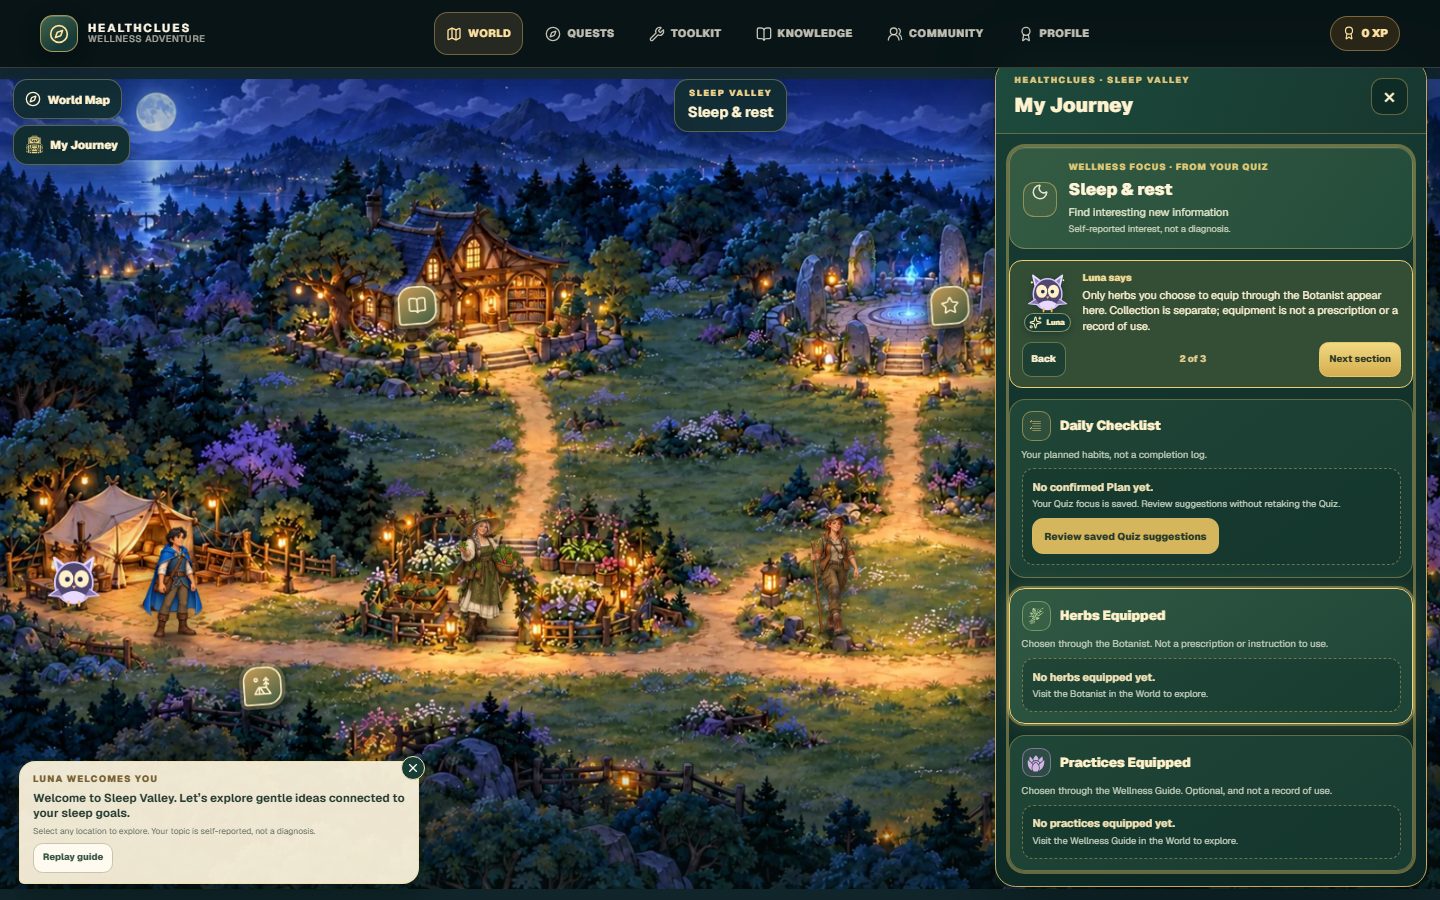 HEALTHCLUES
WELLNESS ADVENTURE
WORLD
QUESTS
TOOLKIT
KNOWLEDGE
COMMUNITY
PROFILE
0 XP
World Map
My Journey
SLEEP VALLEY
Sleep & rest
HEALTHCLUES · SLEEP VALLEY
My Journey
WELLNESS FOCUS · FROM YOUR QUIZ
Sleep & rest
Find interesting new information
Self-reported interest, not a diagnosis.
Luna says
Only herbs you choose to equip through the Botanist appear
here. Collection is separate; equipment is not a prescription or a
record of use.
Luna
Back
2 of 3
Next section
Daily Checklist
Your planned habits, not a completion log.
No confirmed Plan yet.
Your Quiz focus is saved. Review suggestions without retaking the Quiz.
Review saved Quiz suggestions
Herbs Equipped
Chosen through the Botanist. Not a prescription or instruction to use.
No herbs equipped yet.
Visit the Botanist in the World to explore.
Practices Equipped
Chosen through the Wellness Guide. Optional, and not a record of use.
No practices equipped yet.
Visit the Wellness Guide in the World to explore.
LUNA WELCOMES YOU
Welcome to Sleep Valley. Let's explore gentle ideas connected to
your sleep goals.
Select any location to explore. Your topic is self-reported, not a diagnosis.
Replay guide